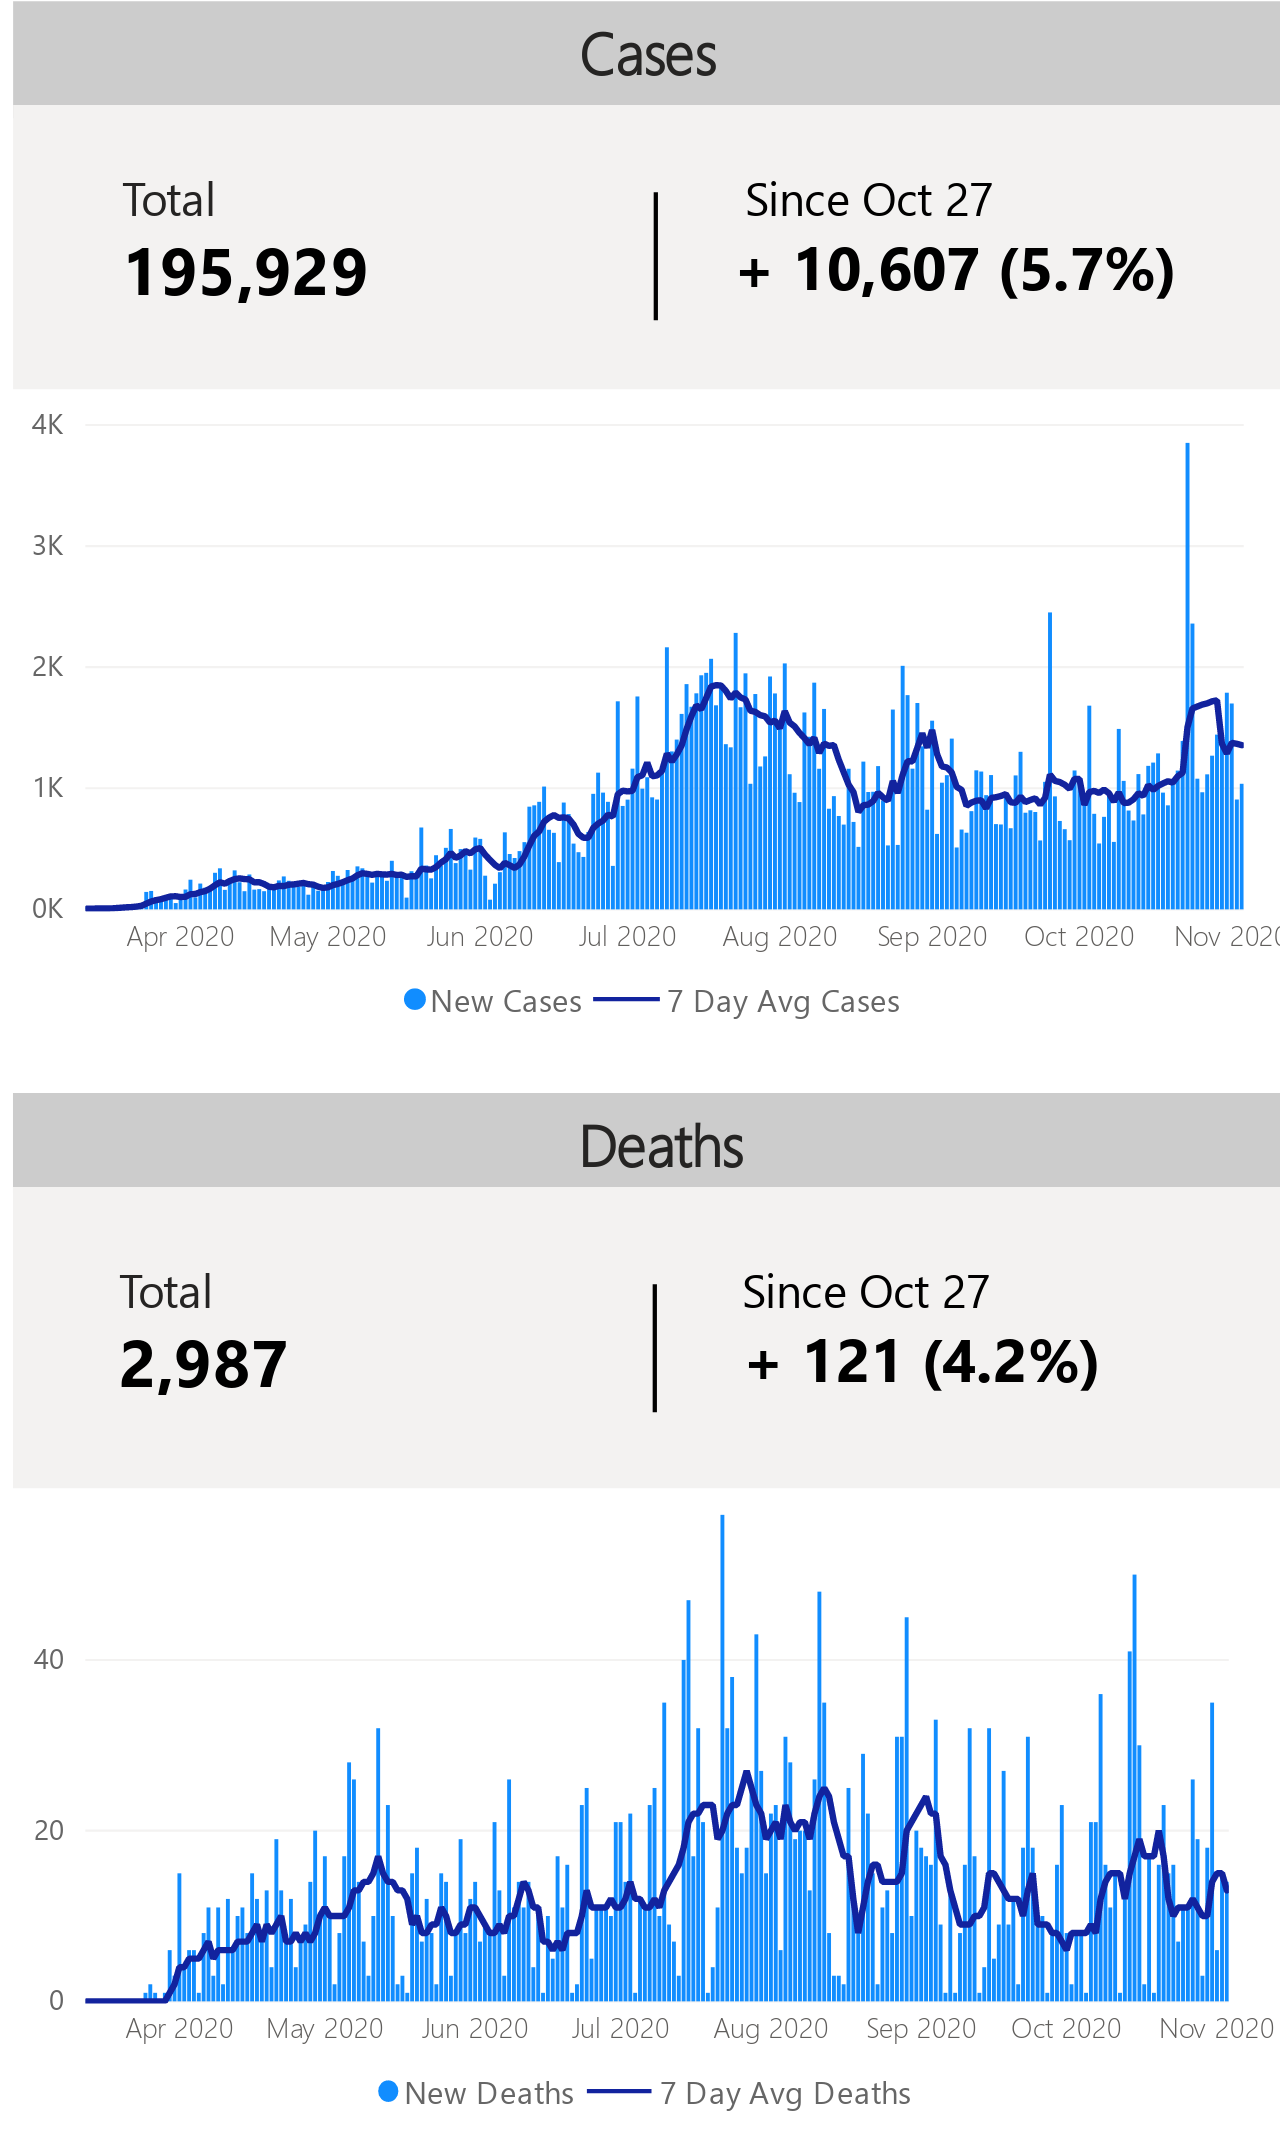 Cases
Total
195,929
Since Oct 27
+ 10,607 (5.7%)
4K
3K
2K
1K
0K
Apr 2020 May 2020 Jun 2020 Jul 2020 Aug 2020 Sep 2020 Oct 2020 Nov 2020
New Cases 7 Day Avg Cases
Deaths
Total
2,987
Since Oct 27
+ 121 (4.2%)
40
20
0
Apr 2020 May 2020 Jun 2020 Jul 2020 Aug 2020 Sep 2020 Oct 2020 Nov 2020
New Deaths 7 Day Avg Deaths